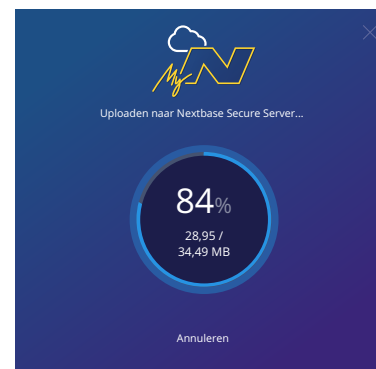 My N
Uploaden naar Nextbase Secure Server...
84%
28,95 /
34,49 MB
Annuleren